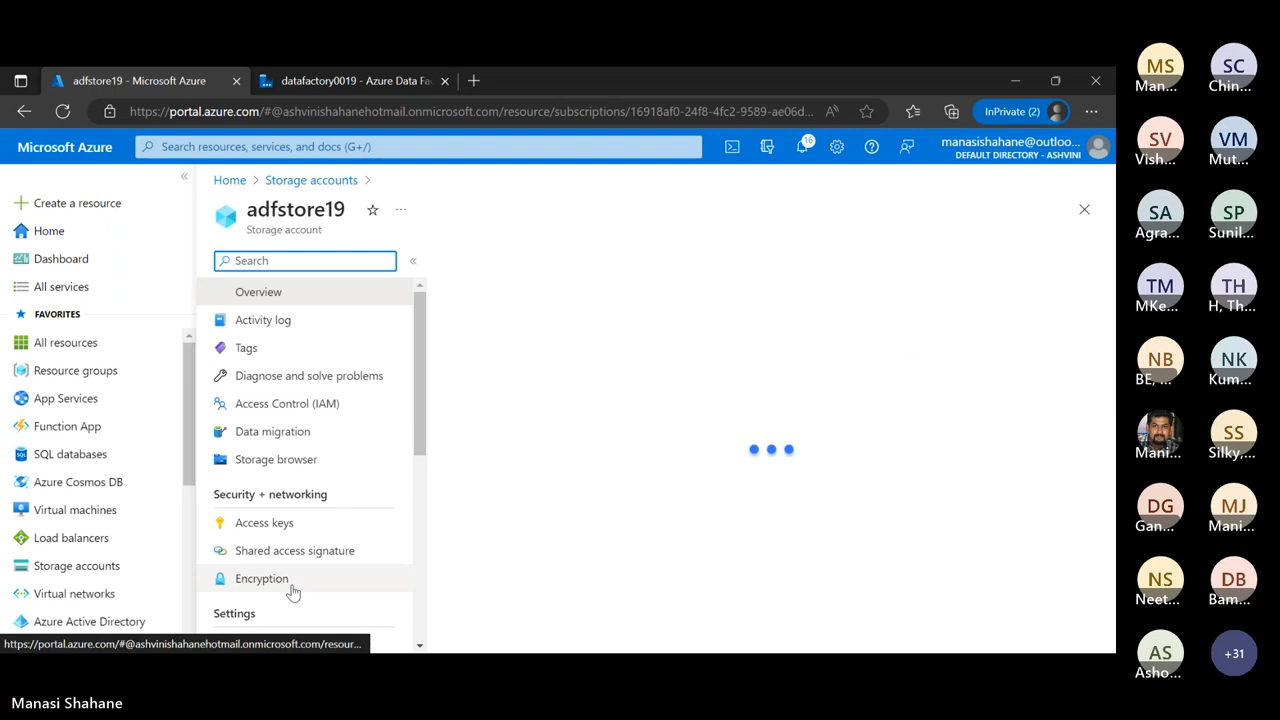 adfstore19 - Microsoft Azure
datafactory0019 - Azure Data Fa
https://portal.azure.com/#@ashvinishahanehotmail.onmicrosoft.com/resource/subscriptions/16918af0-24f8-4fc2-9589-ae06d...
InPrivate (2)
Microsoft Azure
Search resources, services, and docs (G+/)
16
manasishahane@outloo...
DEFAULT DIRECTORY - ASHVINI
Create a resource
Home
Dashboard
All services
FAVORITES
All resources
Resource groups
App Services
Function App
SQL databases
Azure Cosmos DB
Virtual machines
Load balancers
Storage accounts
Virtual networks
Azure Active Directory
Home > Storage accounts >
adfstore19
Storage account
Search
Overview
Activity log
Tags
Diagnose and solve problems
Access Control (IAM)
Data migration
Storage browser
Security + networking
Access keys
Shared access signature
Encryption
Settings
https://portal.azure.com/#@ashvinishahanehotmail.onmicrosoft.com/resour...
Manasi Shahane
MS
Man...
SC
Chin...
SV
Vish...
VM
Mut...
SA
Agra...
SP
Sunil...
TM
MKe...
TH
H, Th...
NB
BE, ...
NK
Kum...
Mani...
SS
Silky,...
DG
Gan...
MJ
Mani...
NS
Neet...
DB
Bam...
AS
Asho...
+31